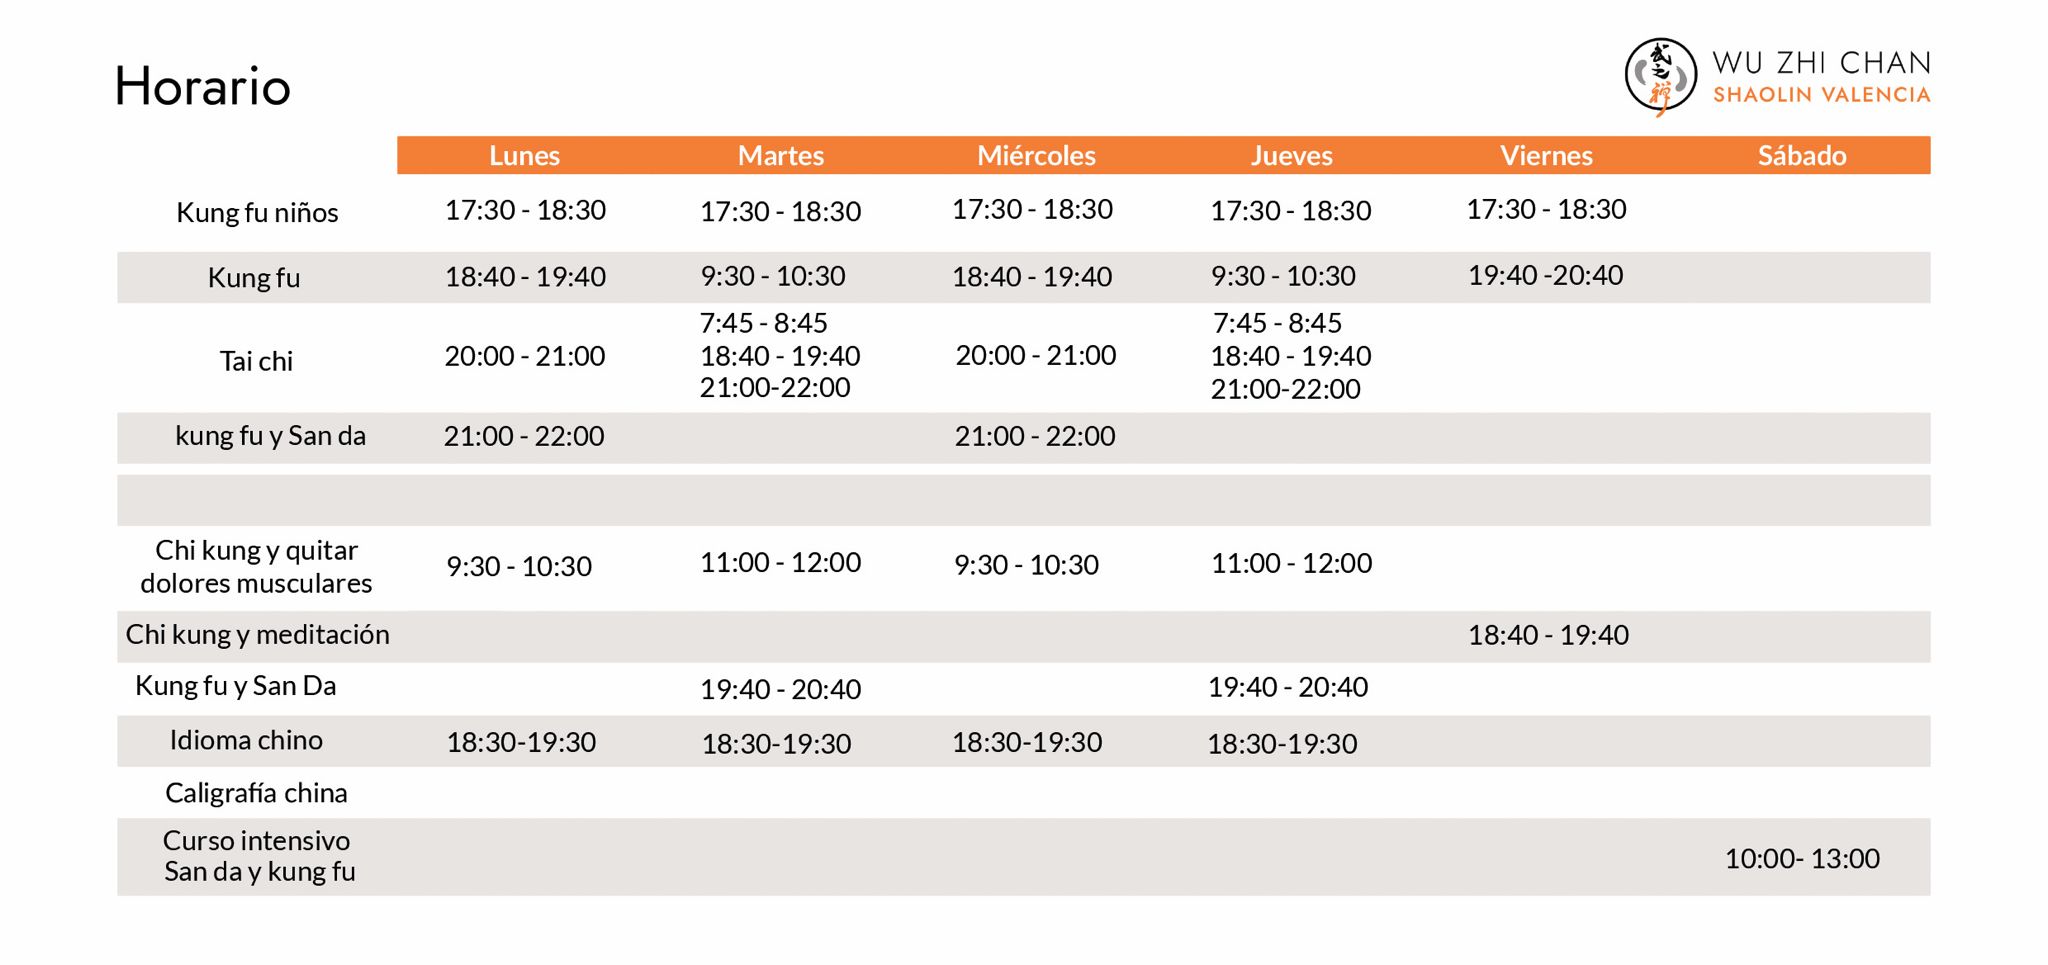 Horario
武之禅
WU ZHI CHAN
SHAOLIN VALENCIA
Lunes Martes Miércoles Jueves Viernes Sábado
Kung fu niños 17:30 - 18:30 17:30 - 18:30 17:30 - 18:30 17:30 - 18:30 17:30 - 18:30
Kung fu 18:40 - 19:40 9:30 - 10:30 18:40 - 19:40 9:30 - 10:30 19:40 -20:40
7:45 - 8:45 7:45 - 8:45
Tai chi 20:00 - 21:00 18:40 - 19:40 20:00 - 21:00 18:40 - 19:40
21:00-22:00 21:00-22:00
kung fu y San da 21:00 - 22:00 21:00 - 22:00
Chi kung y quitar
dolores musculares 9:30 - 10:30 11:00 - 12:00 9:30 - 10:30 11:00 - 12:00
Chi kung y meditación 18:40 - 19:40
Kung fu y San Da 19:40 - 20:40 19:40 - 20:40
Idioma chino 18:30-19:30 18:30-19:30 18:30-19:30 18:30-19:30
Caligrafía china
Curso intensivo
San da y kung fu 10:00- 13:00